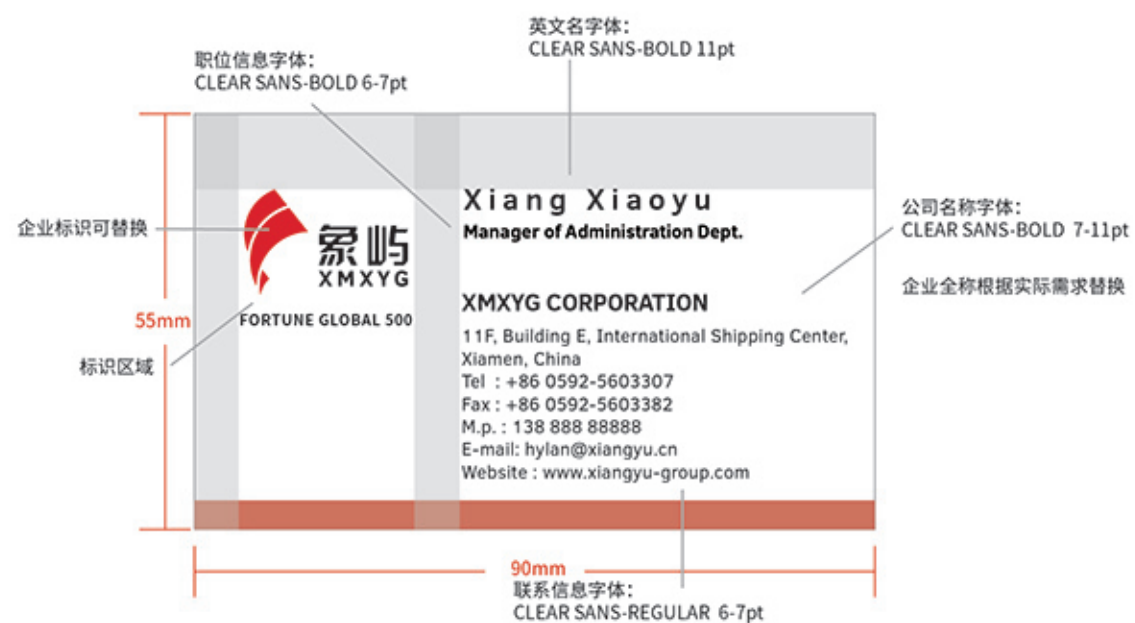 英文名字体：
CLEAR SANS-BOLD 11pt
职位信息字体：
CLEAR SANS-BOLD 6-7pt
企业标识可替换
象屿
XMXYG
FORTUNE GLOBAL 500
55mm
标识区域
Xiang Xiaoyu
Manager of Administration Dept.
公司名称字体：
CLEAR SANS-BOLD 7-11pt
企业全称根据实际需求替换
XMXYG CORPORATION
11F, Building E, International Shipping Center,
Xiamen, China
Tel : +86 0592-5603307
Fax : +86 0592-5603382
M.p. : 138 888 88888
E-mail: hylan@xiangyu.cn
Website : www.xiangyu-group.com
90mm
联系信息字体：
CLEAR SANS-REGULAR 6-7pt